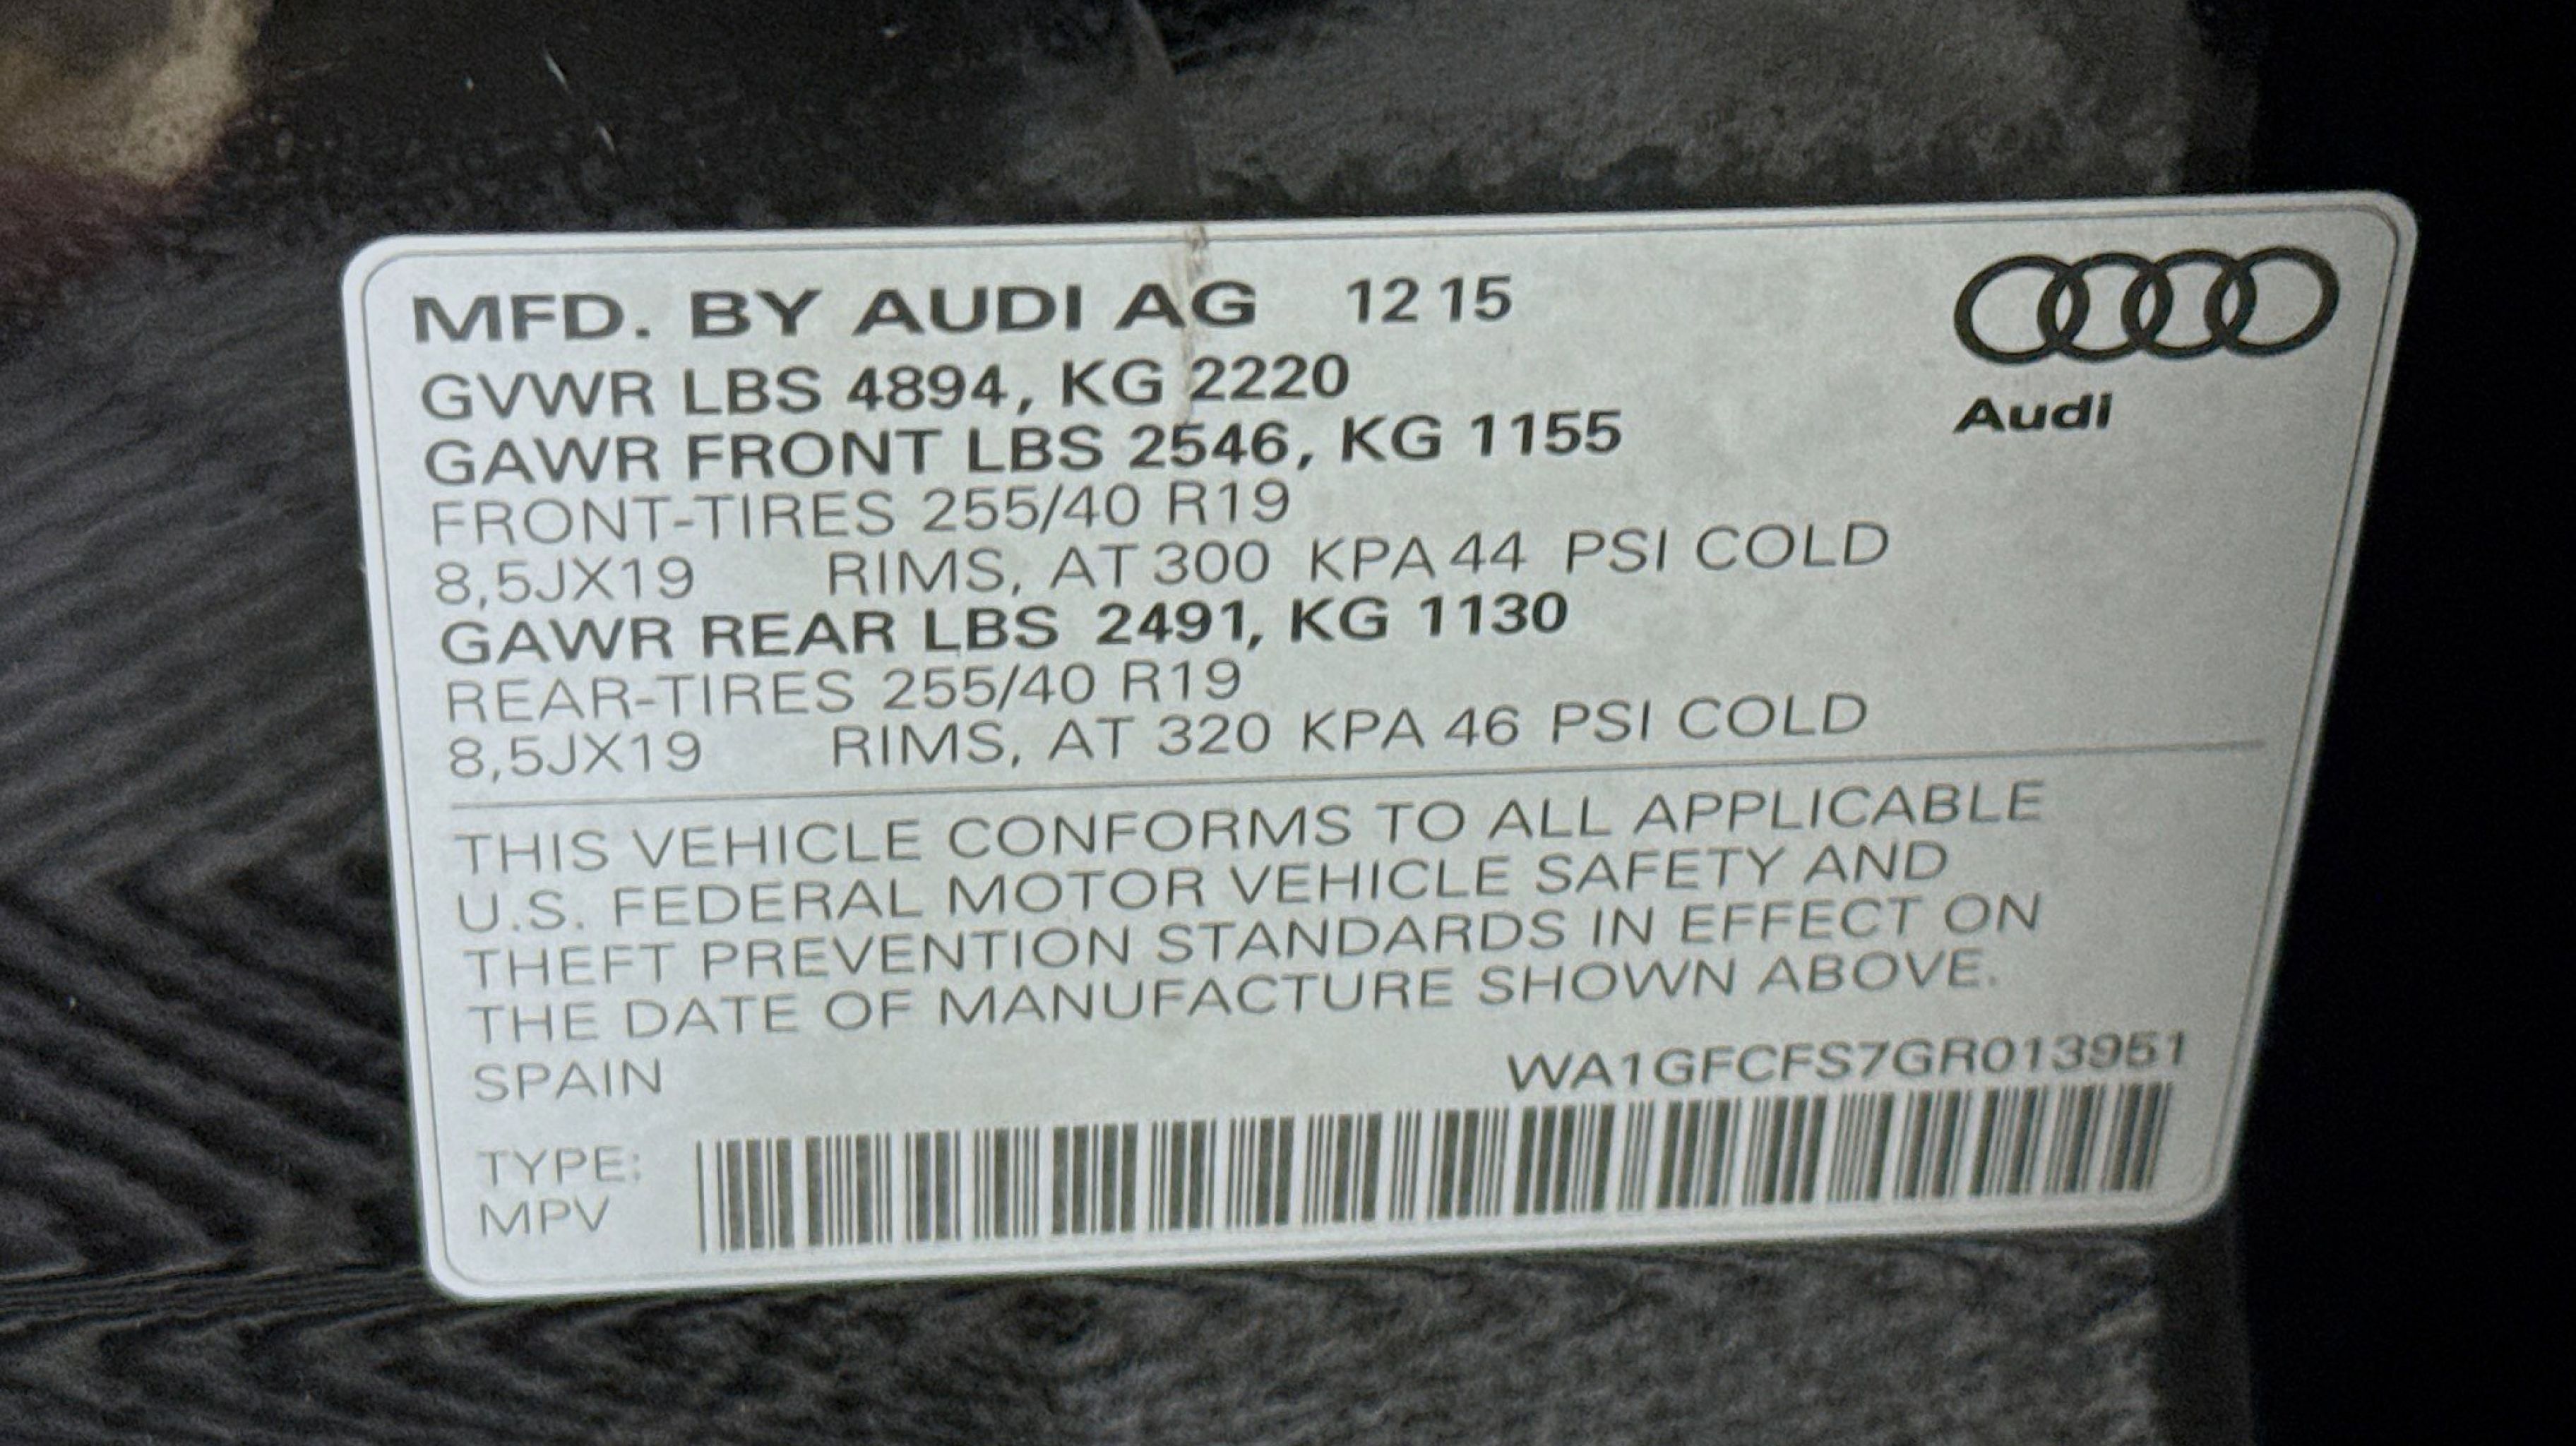 MFD. BY AUDI AG 12 15
Audi
GVWR LBS 4894, KG 2220
GAWR FRONT LBS 2546, KG 1155
FRONT-TIRES 255/40 R19
8,5JX19 RIMS, AT 300 KPA 44 PSI COLD
GAWR REAR LBS 2491, KG 1130
REAR-TIRES 255/40 R19
8,5JX19 RIMS, AT 320 KPA 46 PSI COLD
THIS VEHICLE CONFORMS TO ALL APPLICABLE
U.S. FEDERAL MOTOR VEHICLE SAFETY AND
THEFT PREVENTION STANDARDS IN EFFECT ON
THE DATE OF MANUFACTURE SHOWN ABOVE.
SPAIN WA1GFCFS7GR013951
TYPE:
MPV